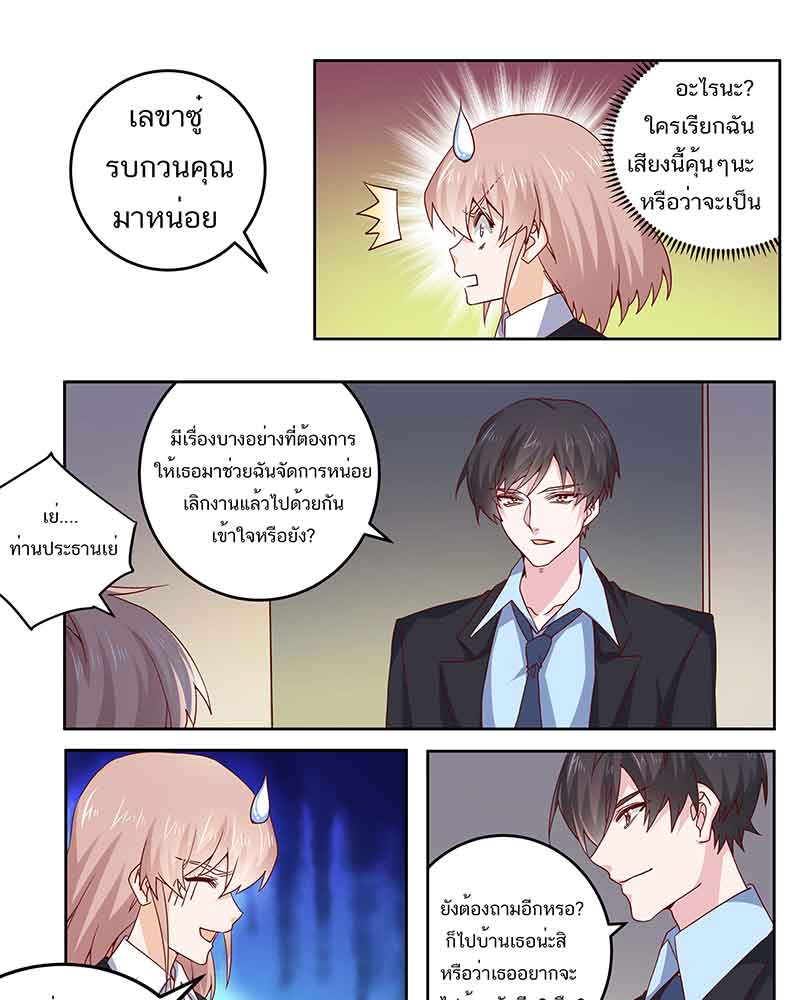 เลขาซู่
รบกวนคุณ
มาหน่อย
อะไรนะ?
ใครเรียกฉัน
เสียงนี้คุ้นๆนะ
หรือว่าจะเป็น
มีเรื่องบางอย่างที่ต้องการ
ให้เธอมาช่วยฉันจัดการหน่อย
เลิกงานแล้วไปด้วยกัน
เข้าใจหรือยัง?
เย่....
ท่านประธานเย่
ยังต้องถามอีกหรอ?
ก็ไปบ้านเธอน่ะสิ
หรือว่าเธออยากจะ